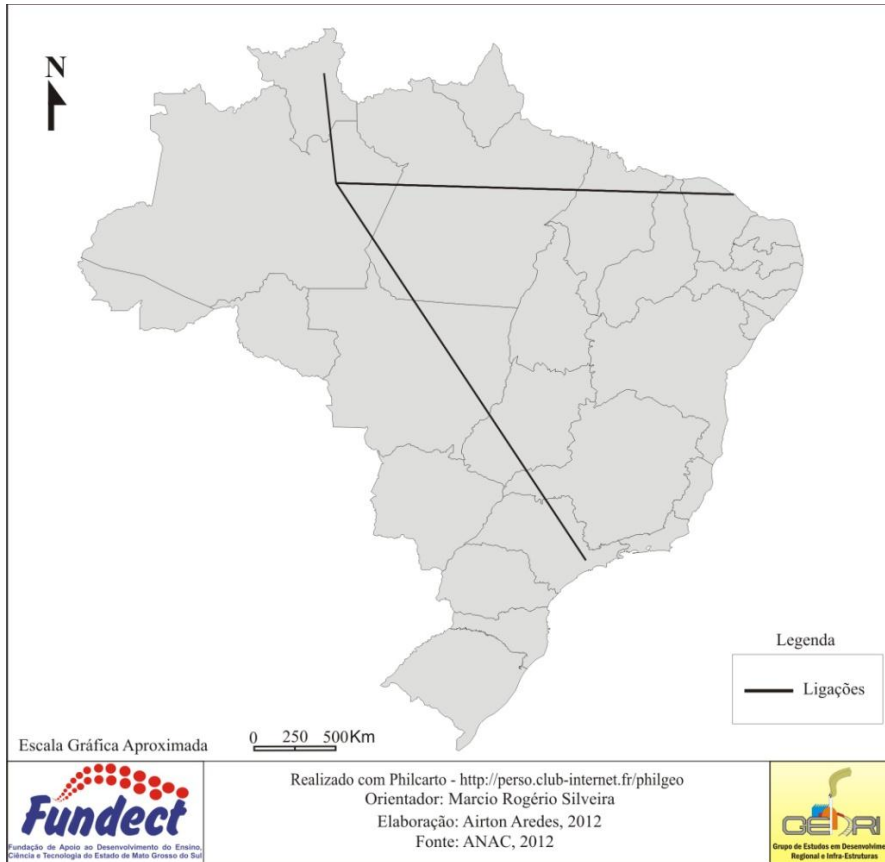 N
Legenda
Ligações
Escala Gráfica Aproximada
0 250 500Km
Fundect
Fundação de Apoio ao Desenvolvimento do Ensino,
Ciência e Tecnologia do Estado de Mato Grosso do Sul
Realizado com Philcarto - http://perso.club-internet.fr/philgeo
Orientador: Marcio Rogério Silveira
Elaboração: Airton Aredes, 2012
Fonte: ANAC, 2012
GEDRI
Grupo de Estudos em Desenvolvime
Regional e Infra-Estruturas